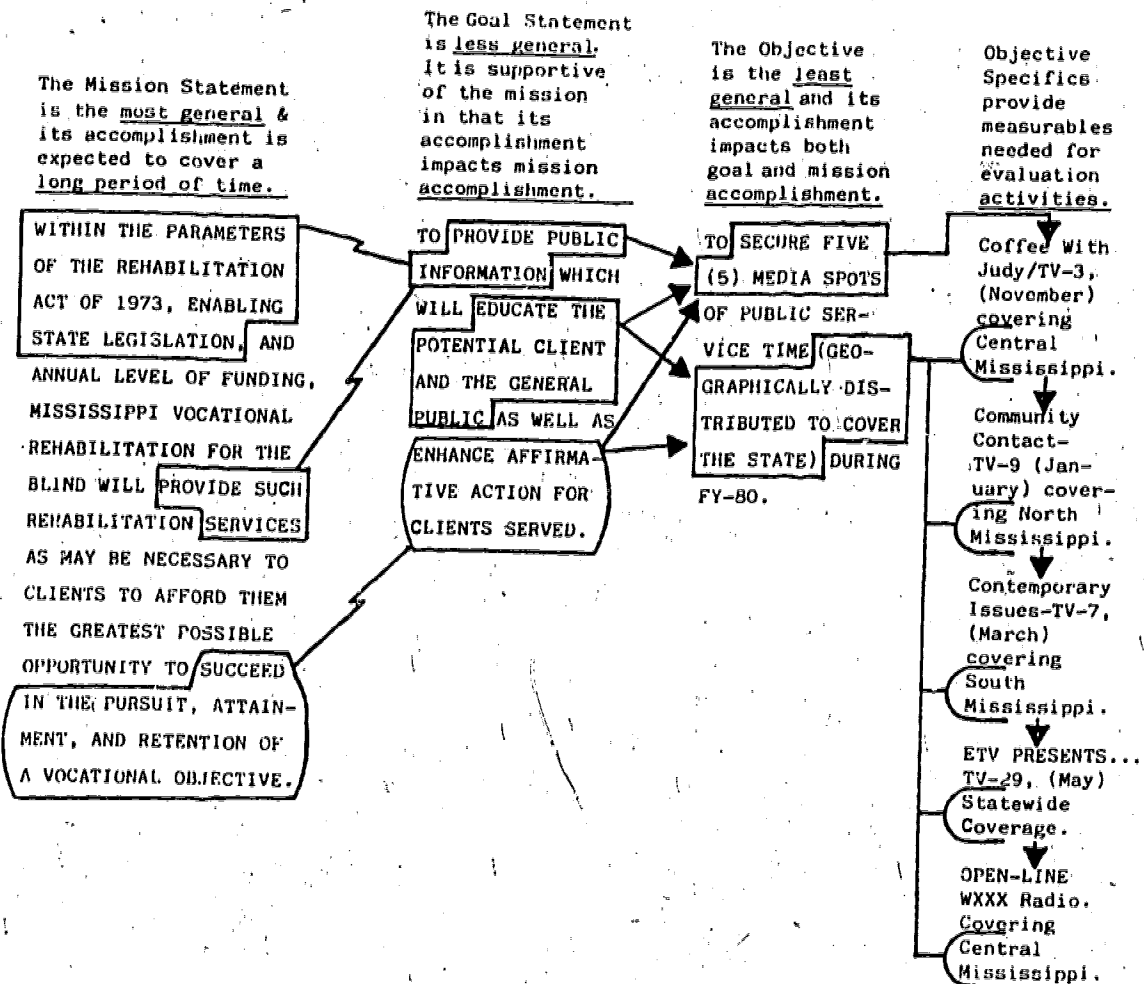 The Mission Statement
is the most general &
its accomplishment is
expected to cover a
long period of time.
WITHIN THE PARAMETERS
OF THE REHABILITATION
ACT OF 1973, ENABLING
STATE LEGISLATION, AND
ANNUAL LEVEL OF FUNDING,
MISSISSIPPI VOCATIONAL
REHABILITATION FOR THE
BLIND WILL PROVIDE SUCH
REHABILITATION SERVICES
AS MAY BE NECESSARY TO
CLIENTS TO AFFORD THEM
THE GREATEST POSSIBLE
OPPORTUNITY TO SUCCEED
IN THE PURSUIT, ATTAIN-
MENT, AND RETENTION OF
A VOCATIONAL OBJECTIVE.
The Goal Statement
is less general.
It is supportive
of the mission
in that its
accomplishment
impacts mission
accomplishment.
TO PROVIDE PUBLIC
INFORMATION WHICH
WILL EDUCATE THE
POTENTIAL CLIENT
AND THE GENERAL
PUBLIC AS WELL AS
ENHANCE AFFIRMA-
TIVE ACTION FOR
CLIENTS SERVED.
The Objective
is the least
general and its
accomplishment
impacts both
goal and mission
accomplishment.
TO SECURE FIVE
(5) MEDIA SPOTS
OF PUBLIC SER-
VICE TIME (GEO-
GRAPHICALLY DIS-
TRIBUTED TO COVER
THE STATE) DURING
FY-80.
Objective
Specifics
provide
measurables
needed for
evaluation
activities.
Coffee With
Judy/TV-3,
(November)
covering
Central
Mississippi.
Community
Contact-
TV-9 (Jan-
uary) cover-
ing North
Mississippi.
Contemporary
Issues-TV-7,
(March)
covering
South
Mississippi.
ETV PRESENTS...
TV-29, (May)
Statewide
Coverage.
OPEN-LINE
WXXX Radio.
Covering
Central
Mississippi.